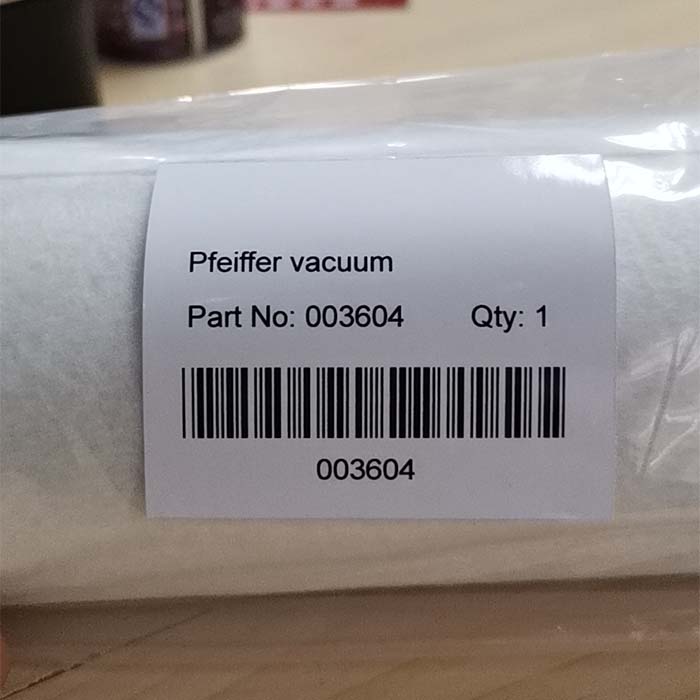 Pfeiffer vacuum
Part No: 003604 Qty: 1
003604